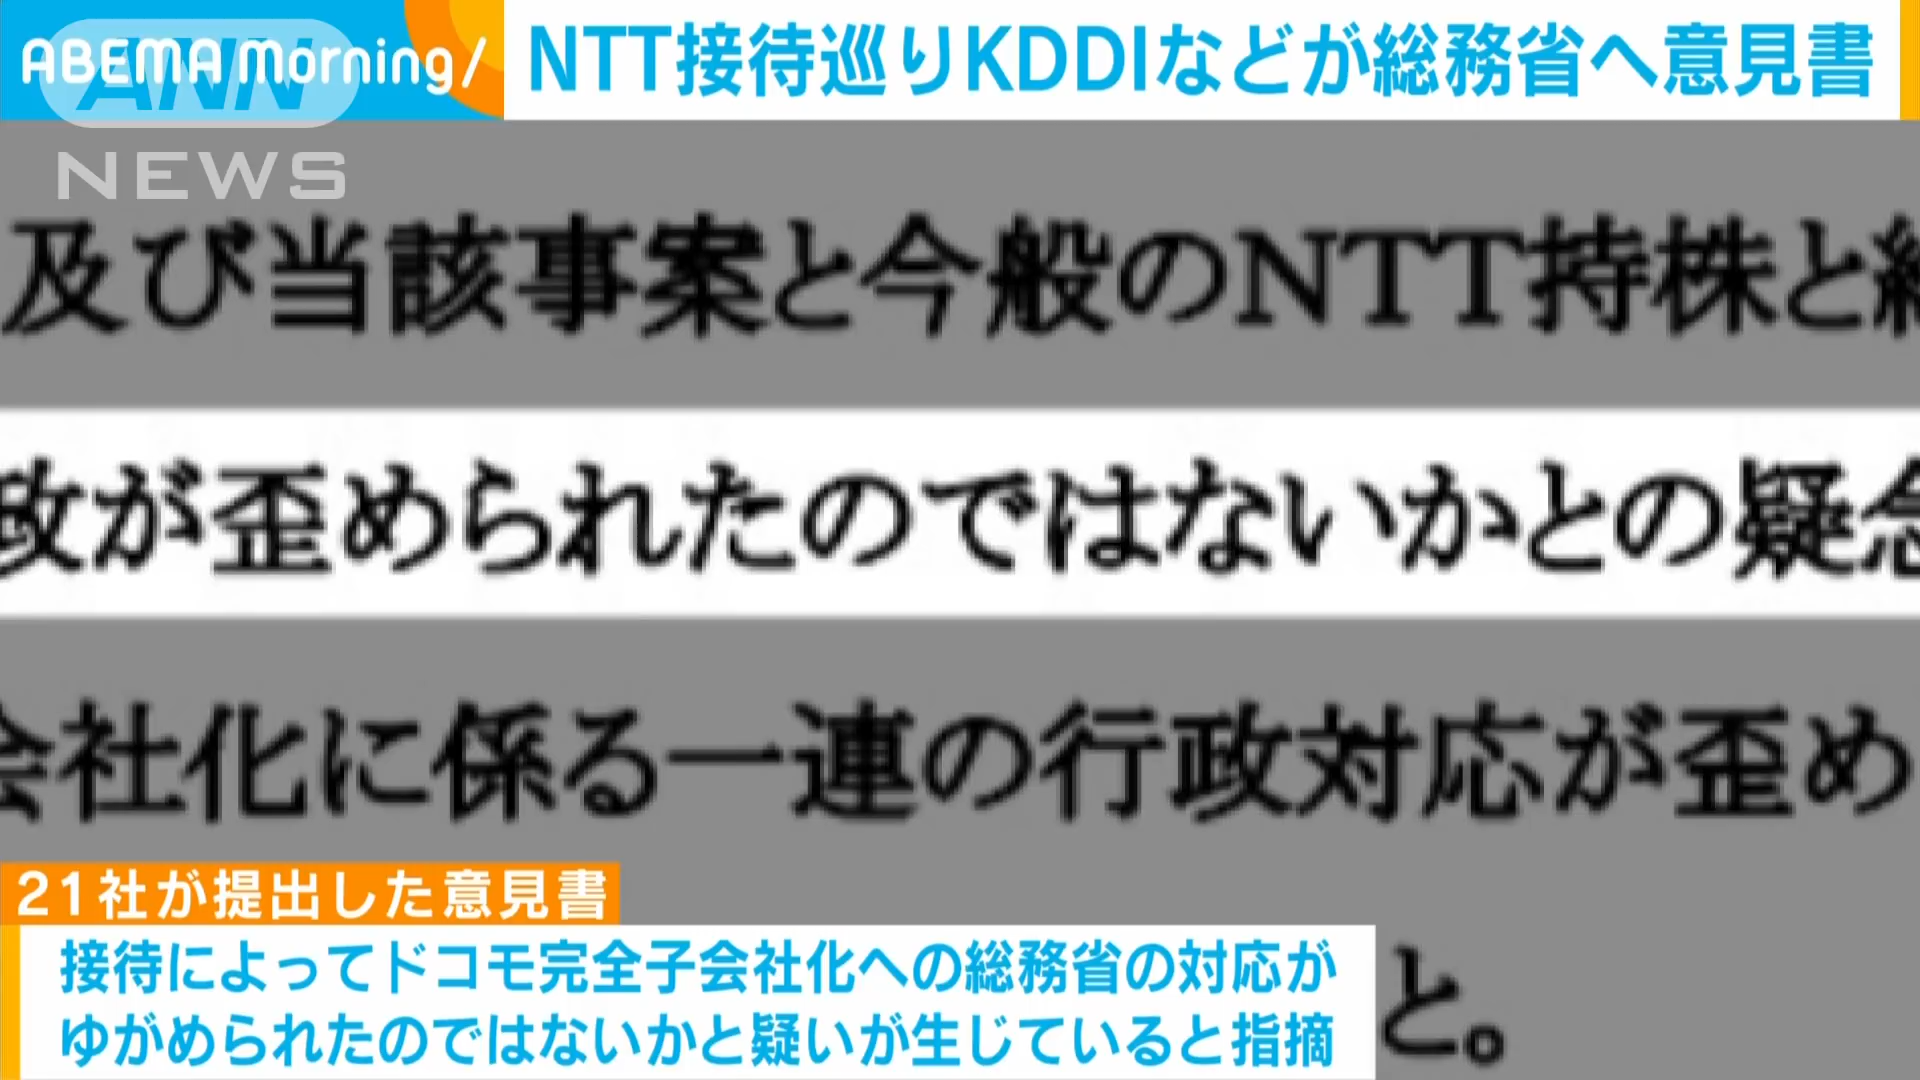 ABEMA Morning/
ANN
NEWS
NTT接待巡りKDDIなどが総務省へ意見書
及び当該事案と今般のNTT持株と
政が歪められたのではないかとの疑念
会社化に係る一連の行政対応が歪め
と。
21社が提出した意見書
接待によってドコモ完全子会社化への総務省の対応が
ゆがめられたのではないかと疑いが生じていると指摘